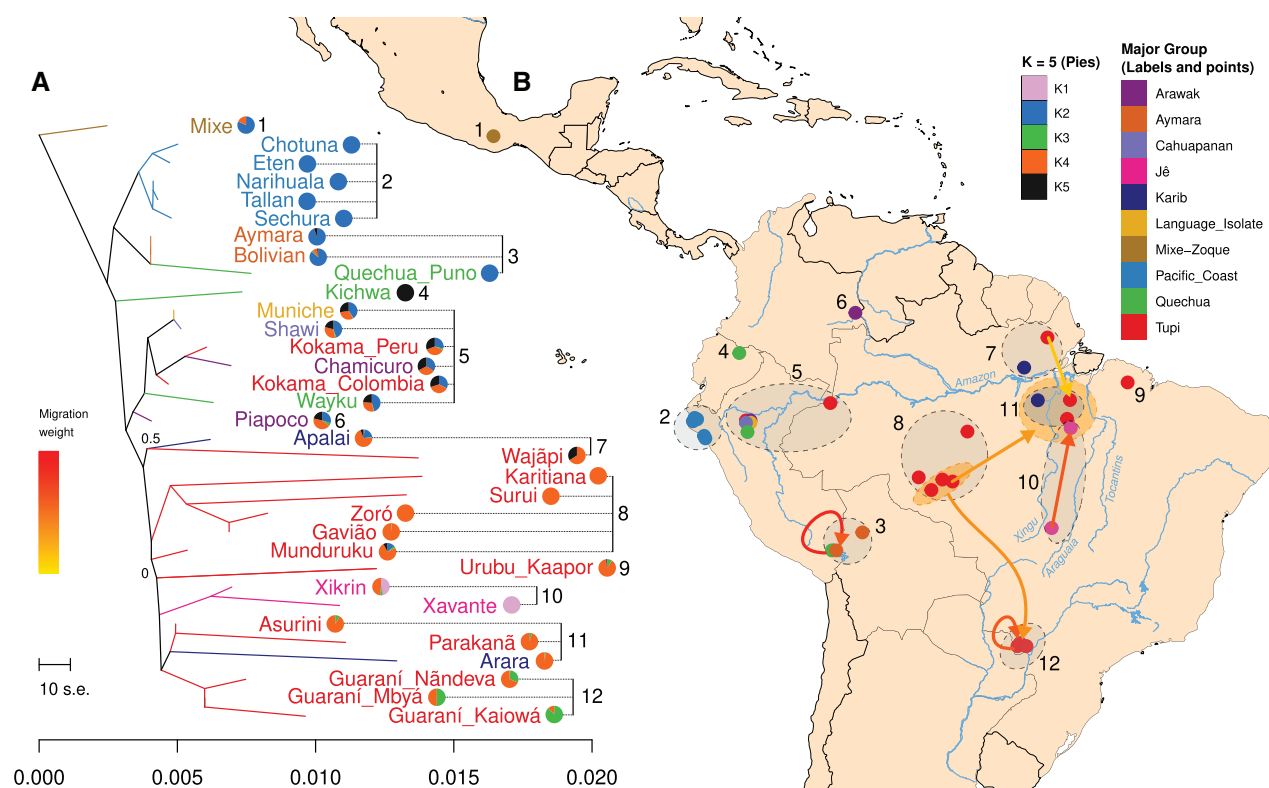 A
B
Mixe
1
Chotuna
Eten
Narihuala
2
Tallan
Sechura
Aymara
Bolivian
3
Quechua_Puno
Kichwa
4
Muniche
Shawi
Kokama_Peru
5
Chamicuro
Kokama_Colombia
Wayku
Piapoco
6
Apalai
7
Wajãpi
Karitiana
Surui
Zoró
8
Gavião
Munduruku
Urubu_Kaapor
9
Xikrin
10
Xavante
Asurini
Parakanã
11
Arara
Guaraní_Nãndeva
Guaraní_Mbyá
12
Guaraní_Kaiowá
Migration
weight
0.5
0
10 s.e.
0.000
0.005
0.010
0.015
0.020
1
6
4
5
2
7
Amazon
11
9
8
10
Tocantins
Xingu
Araguaia
3
12
K = 5 (Pies)
K1
K2
K3
K4
K5
Major Group
(Labels and points)
Arawak
Aymara
Cahuapanan
Jê
Karib
Language_Isolate
Mixe−Zoque
Pacific_Coast
Quechua
Tupi